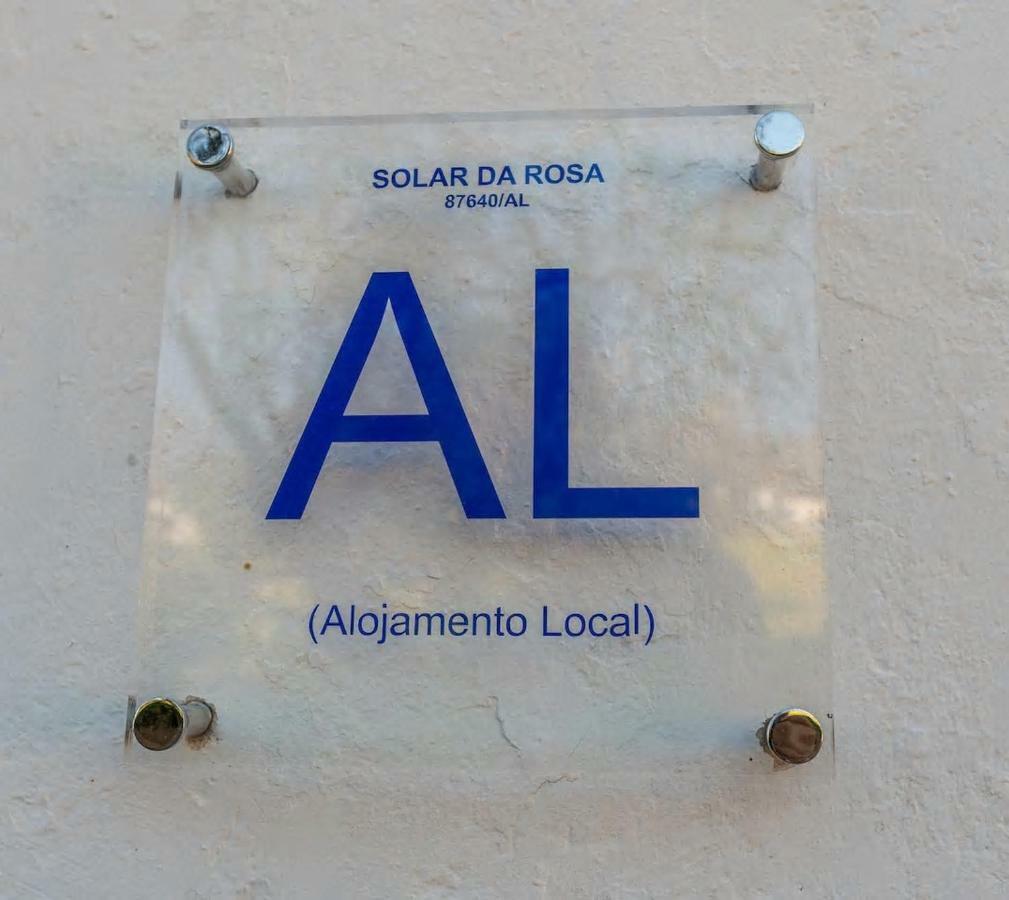 SOLAR DA ROSA
87640/AL
AL
(Alojamento Local)